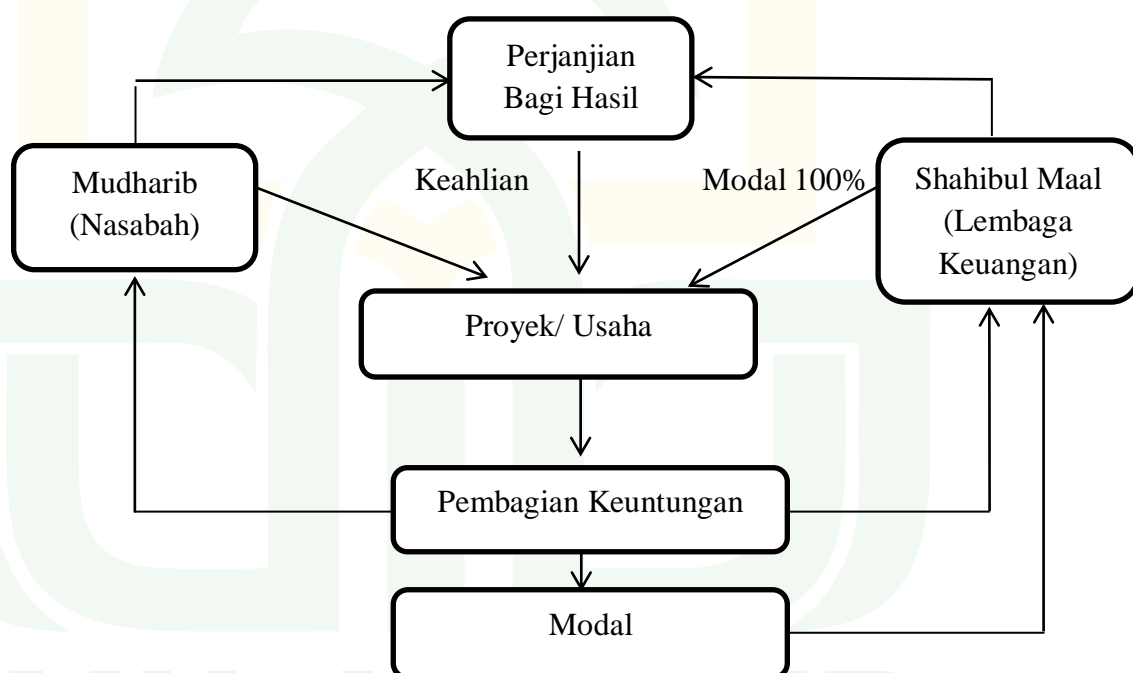 Perjanjian
Bagi Hasil
Mudharib
(Nasabah)
Keahlian
Modal 100%
Shahibul Maal
(Lembaga
Keuangan)
Proyek/ Usaha
Pembagian Keuntungan
Modal